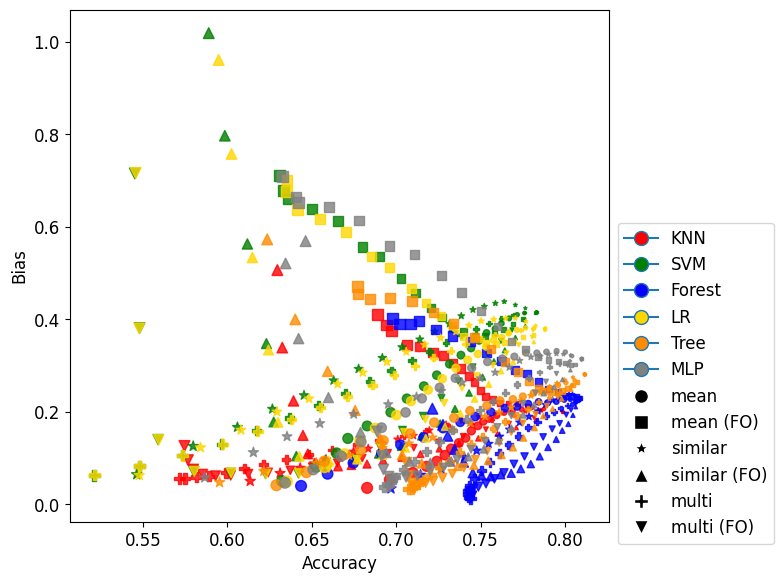 1.0
0.8
0.6
0.4
0.2
0.0
Bias
0.55
0.60
0.65
0.70
0.75
0.80
Accuracy
KNN
SVM
Forest
LR
Tree
MLP
mean
mean (FO)
similar
similar (FO)
multi
multi (FO)